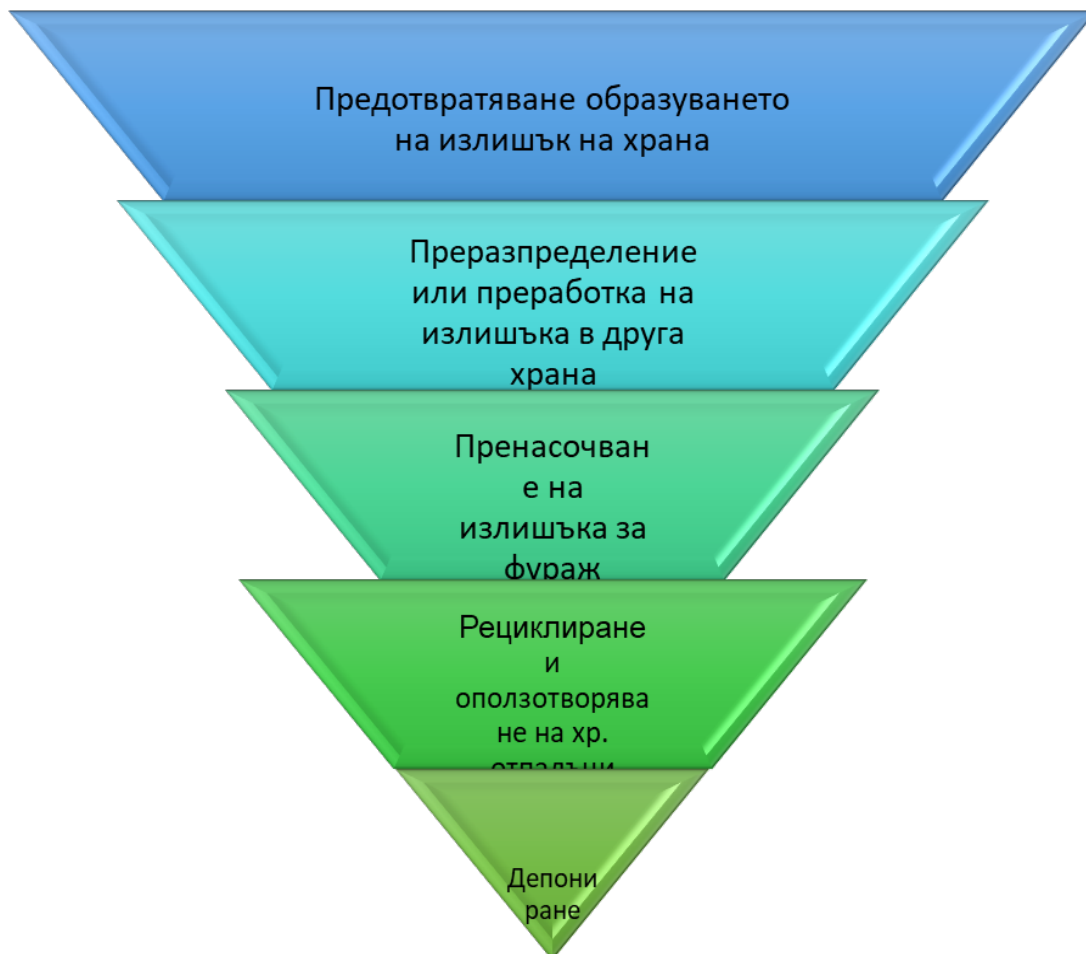 Предотвратяване образуването
на излишък на храна
Преразпределение
или преработка на
излишъка в друга
храна
Пренасочван
е на
излишъка за
фураж
Рециклиране
и
оползотворява
не на хр.
отпадъци
Депони
ране